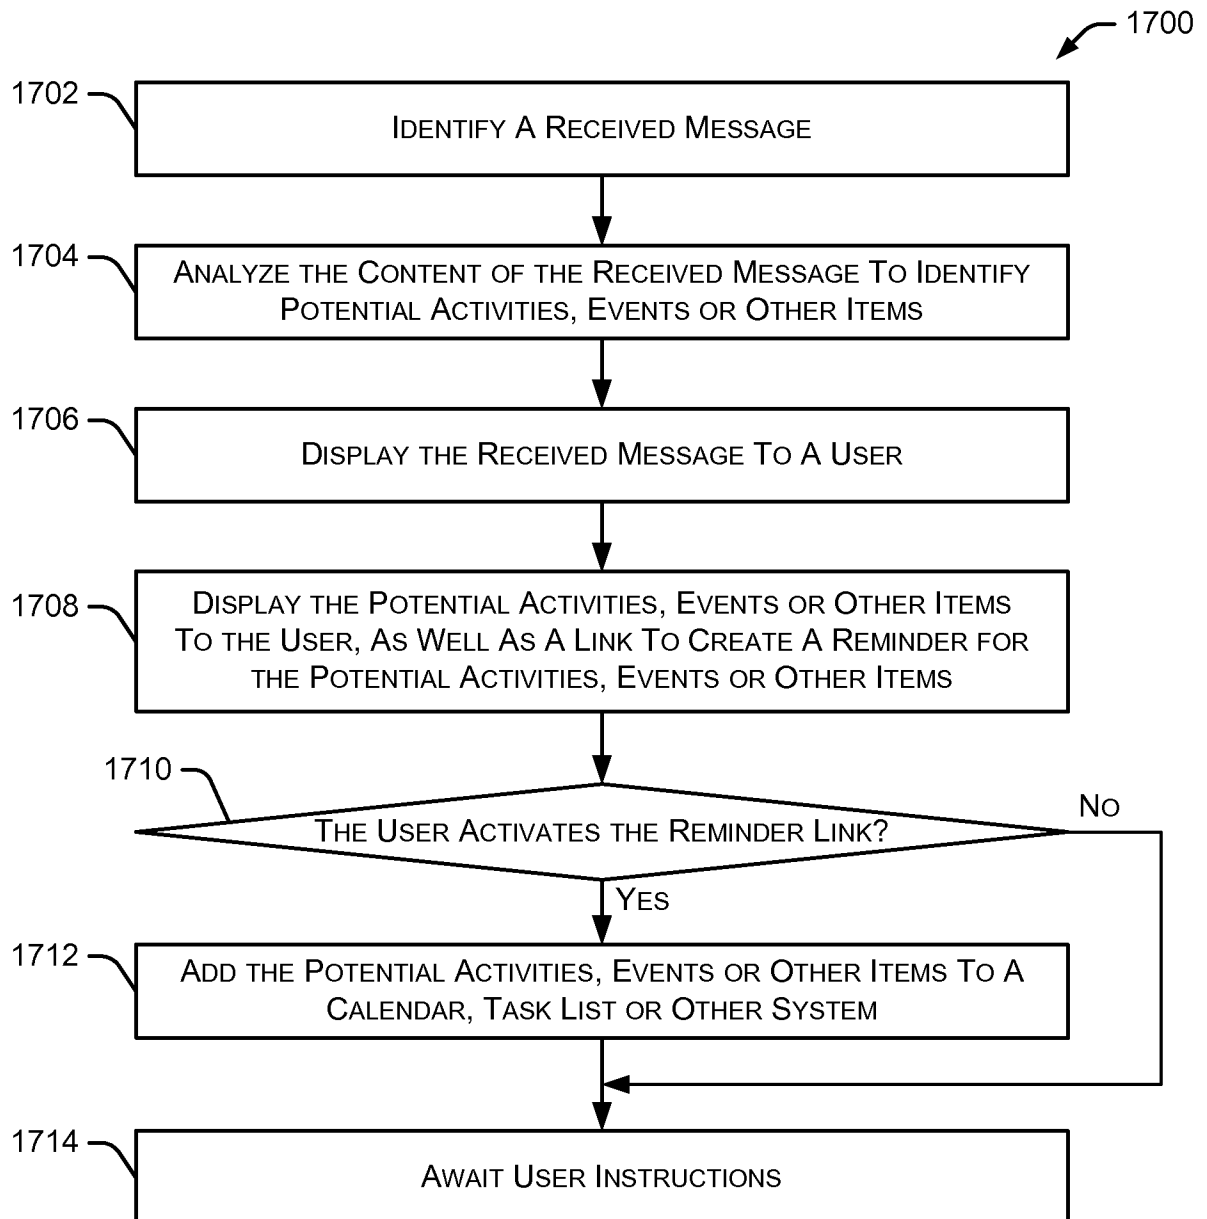 1700
1702
IDENTIFY A RECEIVED MESSAGE
1704
ANALYZE THE CONTENT OF THE RECEIVED MESSAGE TO IDENTIFY
POTENTIAL ACTIVITIES, EVENTS OR OTHER ITEMS
1706
DISPLAY THE RECEIVED MESSAGE TO A USER
1708
DISPLAY THE POTENTIAL ACTIVITIES, EVENTS OR OTHER ITEMS
TO THE USER, AS WELL AS A LINK TO CREATE A REMINDER FOR
THE POTENTIAL ACTIVITIES, EVENTS OR OTHER ITEMS
1710
THE USER ACTIVATES THE REMINDER LINK?
NO
YES
1712
ADD THE POTENTIAL ACTIVITIES, EVENTS OR OTHER ITEMS TO A
CALENDAR, TASK LIST OR OTHER SYSTEM
1714
AWAIT USER INSTRUCTIONS